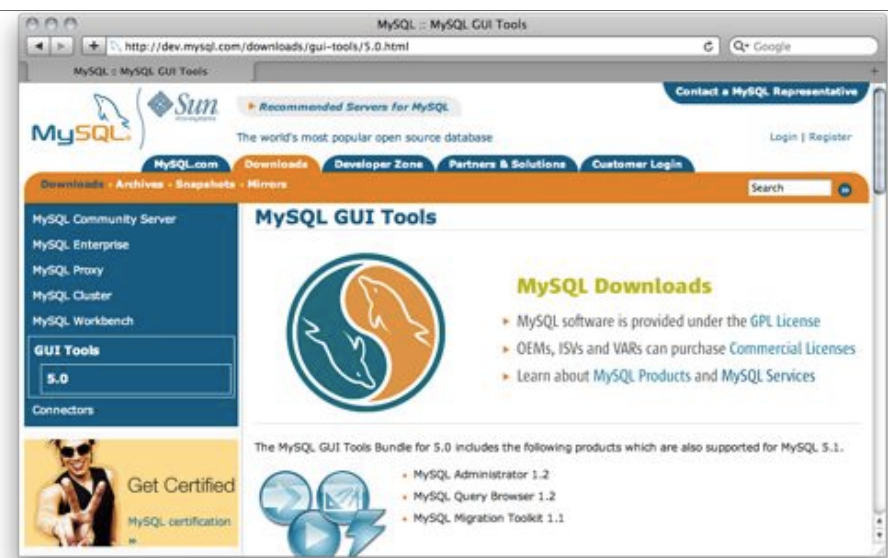 MySQL :: MySQL GUI Tools
http://dev.mysql.com/downloads/gui-tools/5.0.html
Google
MySQL :: MySQL GUI Tools
Contact a MySQL Representative
MySQL
Sun
Recommended Servers for MySQL
The world's most popular open source database
Login | Register
MySQL.com Downloads Developer Zone Partners & Solutions Customer Login
Downloads Archives Snapshots Mirrors
Search
MySQL Community Server
MySQL Enterprise
MySQL Proxy
MySQL Cluster
MySQL Workbench
GUI Tools
5.0
Connectors
Get Certified
MySQL certification
»
MySQL GUI Tools
MySQL Downloads
MySQL software is provided under the GPL License
OEMs, ISVs and VARs can purchase Commercial Licenses
Learn about MySQL Products and MySQL Services
The MySQL GUI Tools Bundle for 5.0 includes the following products which are also supported for MySQL 5.1.
MySQL Administrator 1.2
MySQL Query Browser 1.2
MySQL Migration Toolkit 1.1